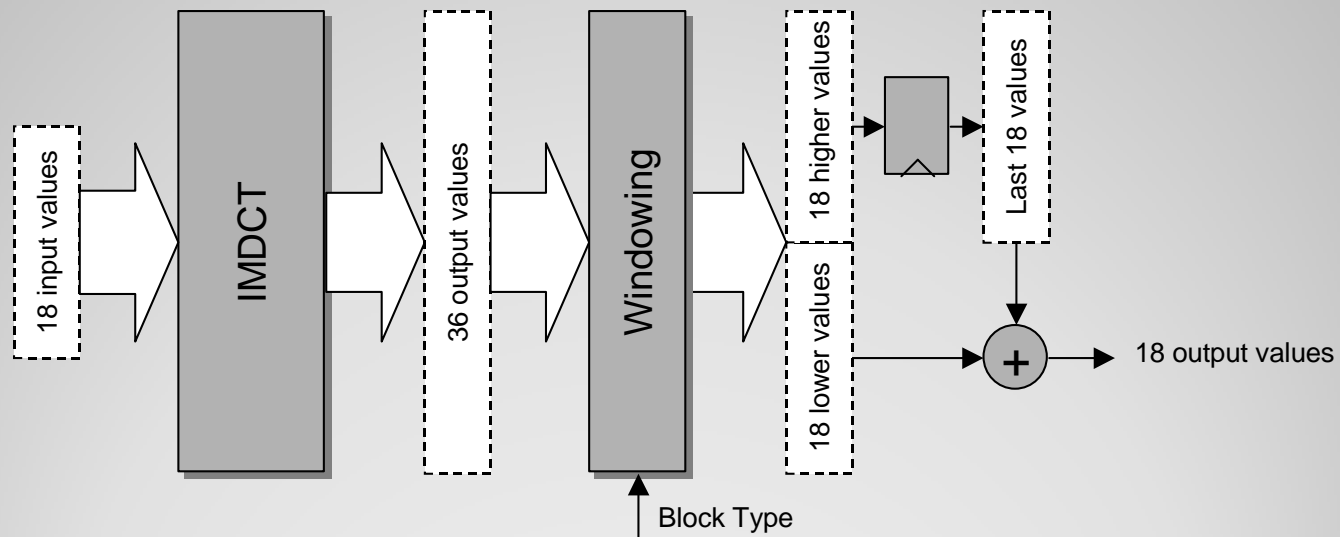 18 input values
IMDCT
36 output values
Windowing
Block Type
18 higher values
18 lower values
Last 18 values
+
18 output values